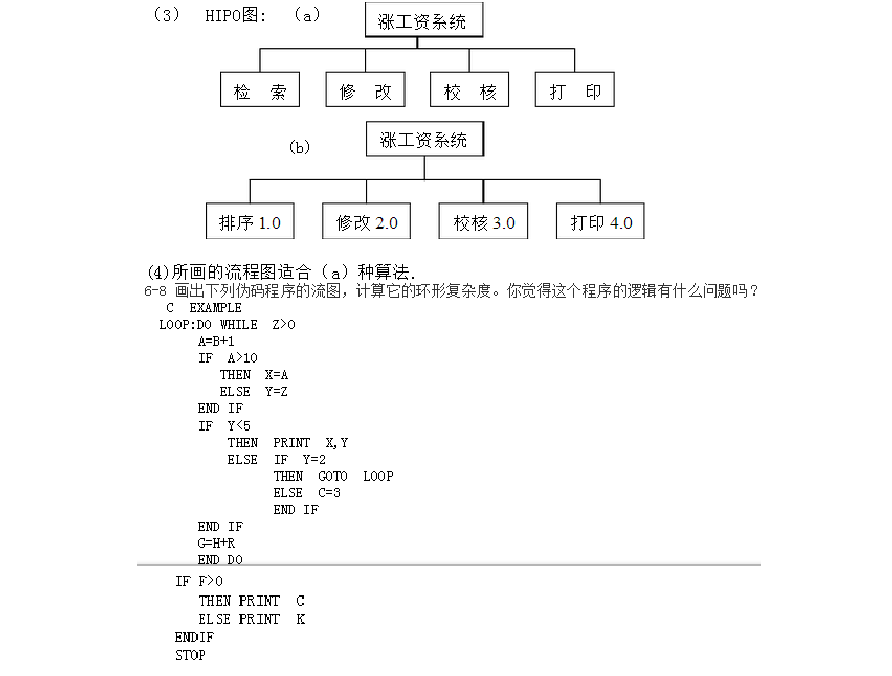 (3) HIPO图: (a) 涨工资系统
检 索 修 改 校 核 打 印
(b) 涨工资系统
排序 1.0 修改 2.0 校核 3.0 打印 4.0
(4)所画的流程图适合（a）种算法.
6-8 画出下列伪码程序的流图，计算它的环形复杂度。你觉得这个程序的逻辑有什么问题吗？
C EXAMPLE
LOOP:DO WHILE Z>O
A=B+1
IF A>10
THEN X=A
ELSE Y=Z
END IF
IF Y<5
THEN PRINT X,Y
ELSE IF Y=2
THEN GOTO LOOP
ELSE C=3
END IF
END IF
G=H+R
END DO
IF F>O
THEN PRINT C
ELSE PRINT K
ENDIF
STOP